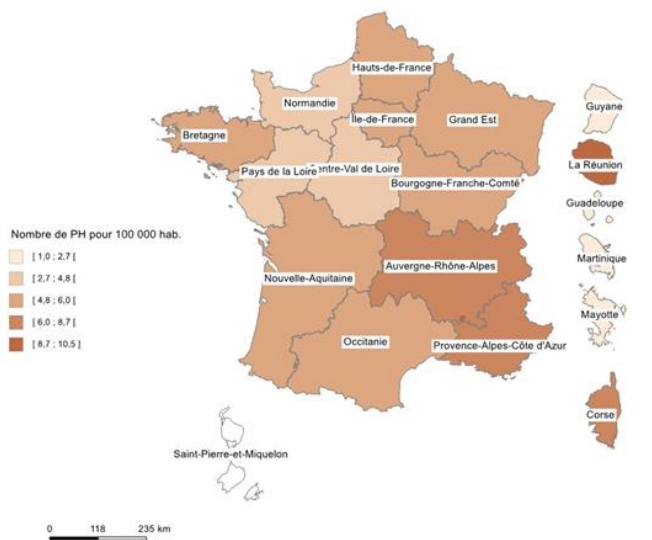 Hauts-de-France
Normandie
Île-de-France
Grand Est
Bretagne
Pays de la Loire
entre-Val de Loire
Bourgogne-Franche-Comté
Nombre de PH pour 100 000 hab.
[ 1,0 ; 2,7 [
[ 2,7 ; 4,8 [
[ 4,8 ; 6,0 [
[ 6,0 ; 8,7 [
[ 8,7 ; 10,5 ]
Nouvelle-Aquitaine
Auvergne-Rhône-Alpes
Occitanie
Provence-Alpes-Côte d'Azur
Guyane
La Réunion
Guadeloupe
Martinique
Mayotte
Corse
Saint-Pierre-et-Miquelon
0 118 235 km